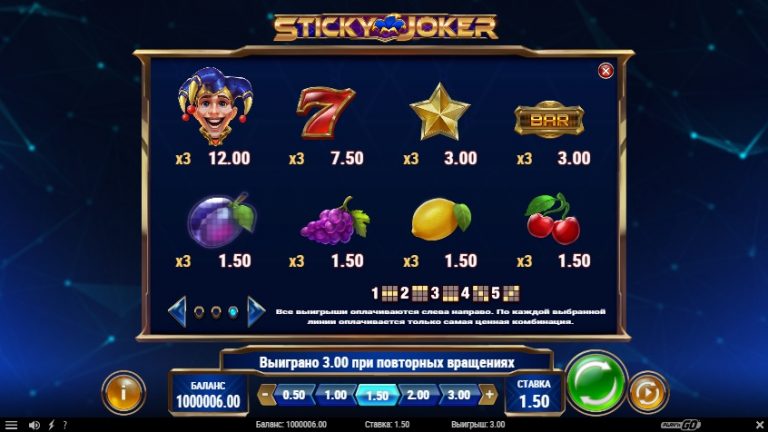 STICKY JOKER
BAR
x3 12.00 x3 7.50 x3 3.00 x3 3.00
x3 1.50 x3 1.50 x3 1.50 x3 1.50
1 2 3 4 5
Все выигрыши оплачиваются слева направо. По каждой выбранной
линии оплачивается только самая ценная комбинация.
Выиграно 3.00 при повторных вращениях
БАЛАНС
1000006.00
- 0.50 1.00 1.50 2.00 3.00 +
СТАВКА
1.50
Баланс: 1000006.00 Ставка: 1.50 Выигрыш: 3.00
PLAY'N GO